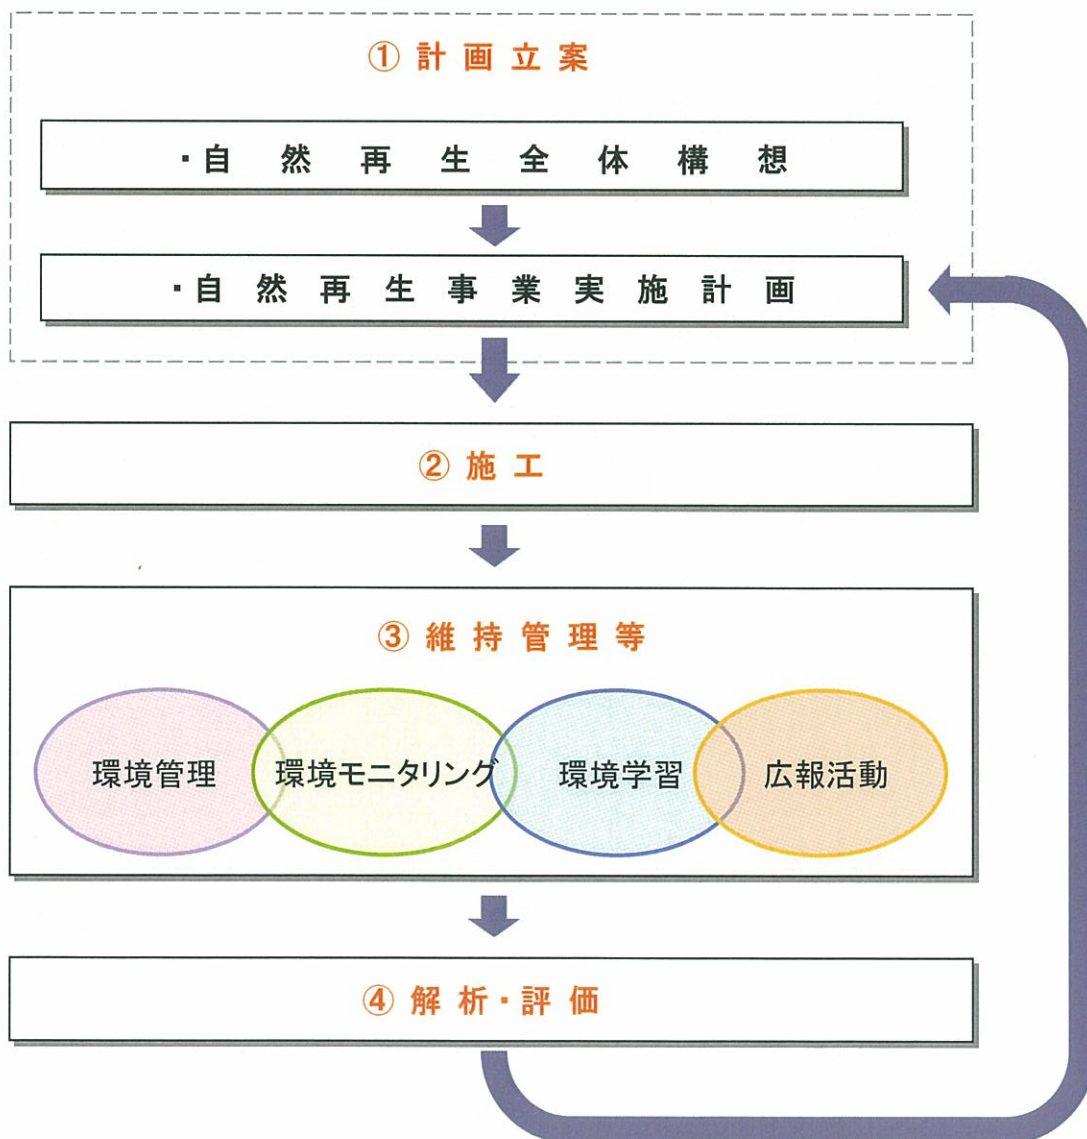 ① 計画立案
・自然再生全体構想
・自然再生事業実施計画
② 施工
③ 維持管理等
環境管理 環境モニタリング 環境学習 広報活動
④ 解析・評価